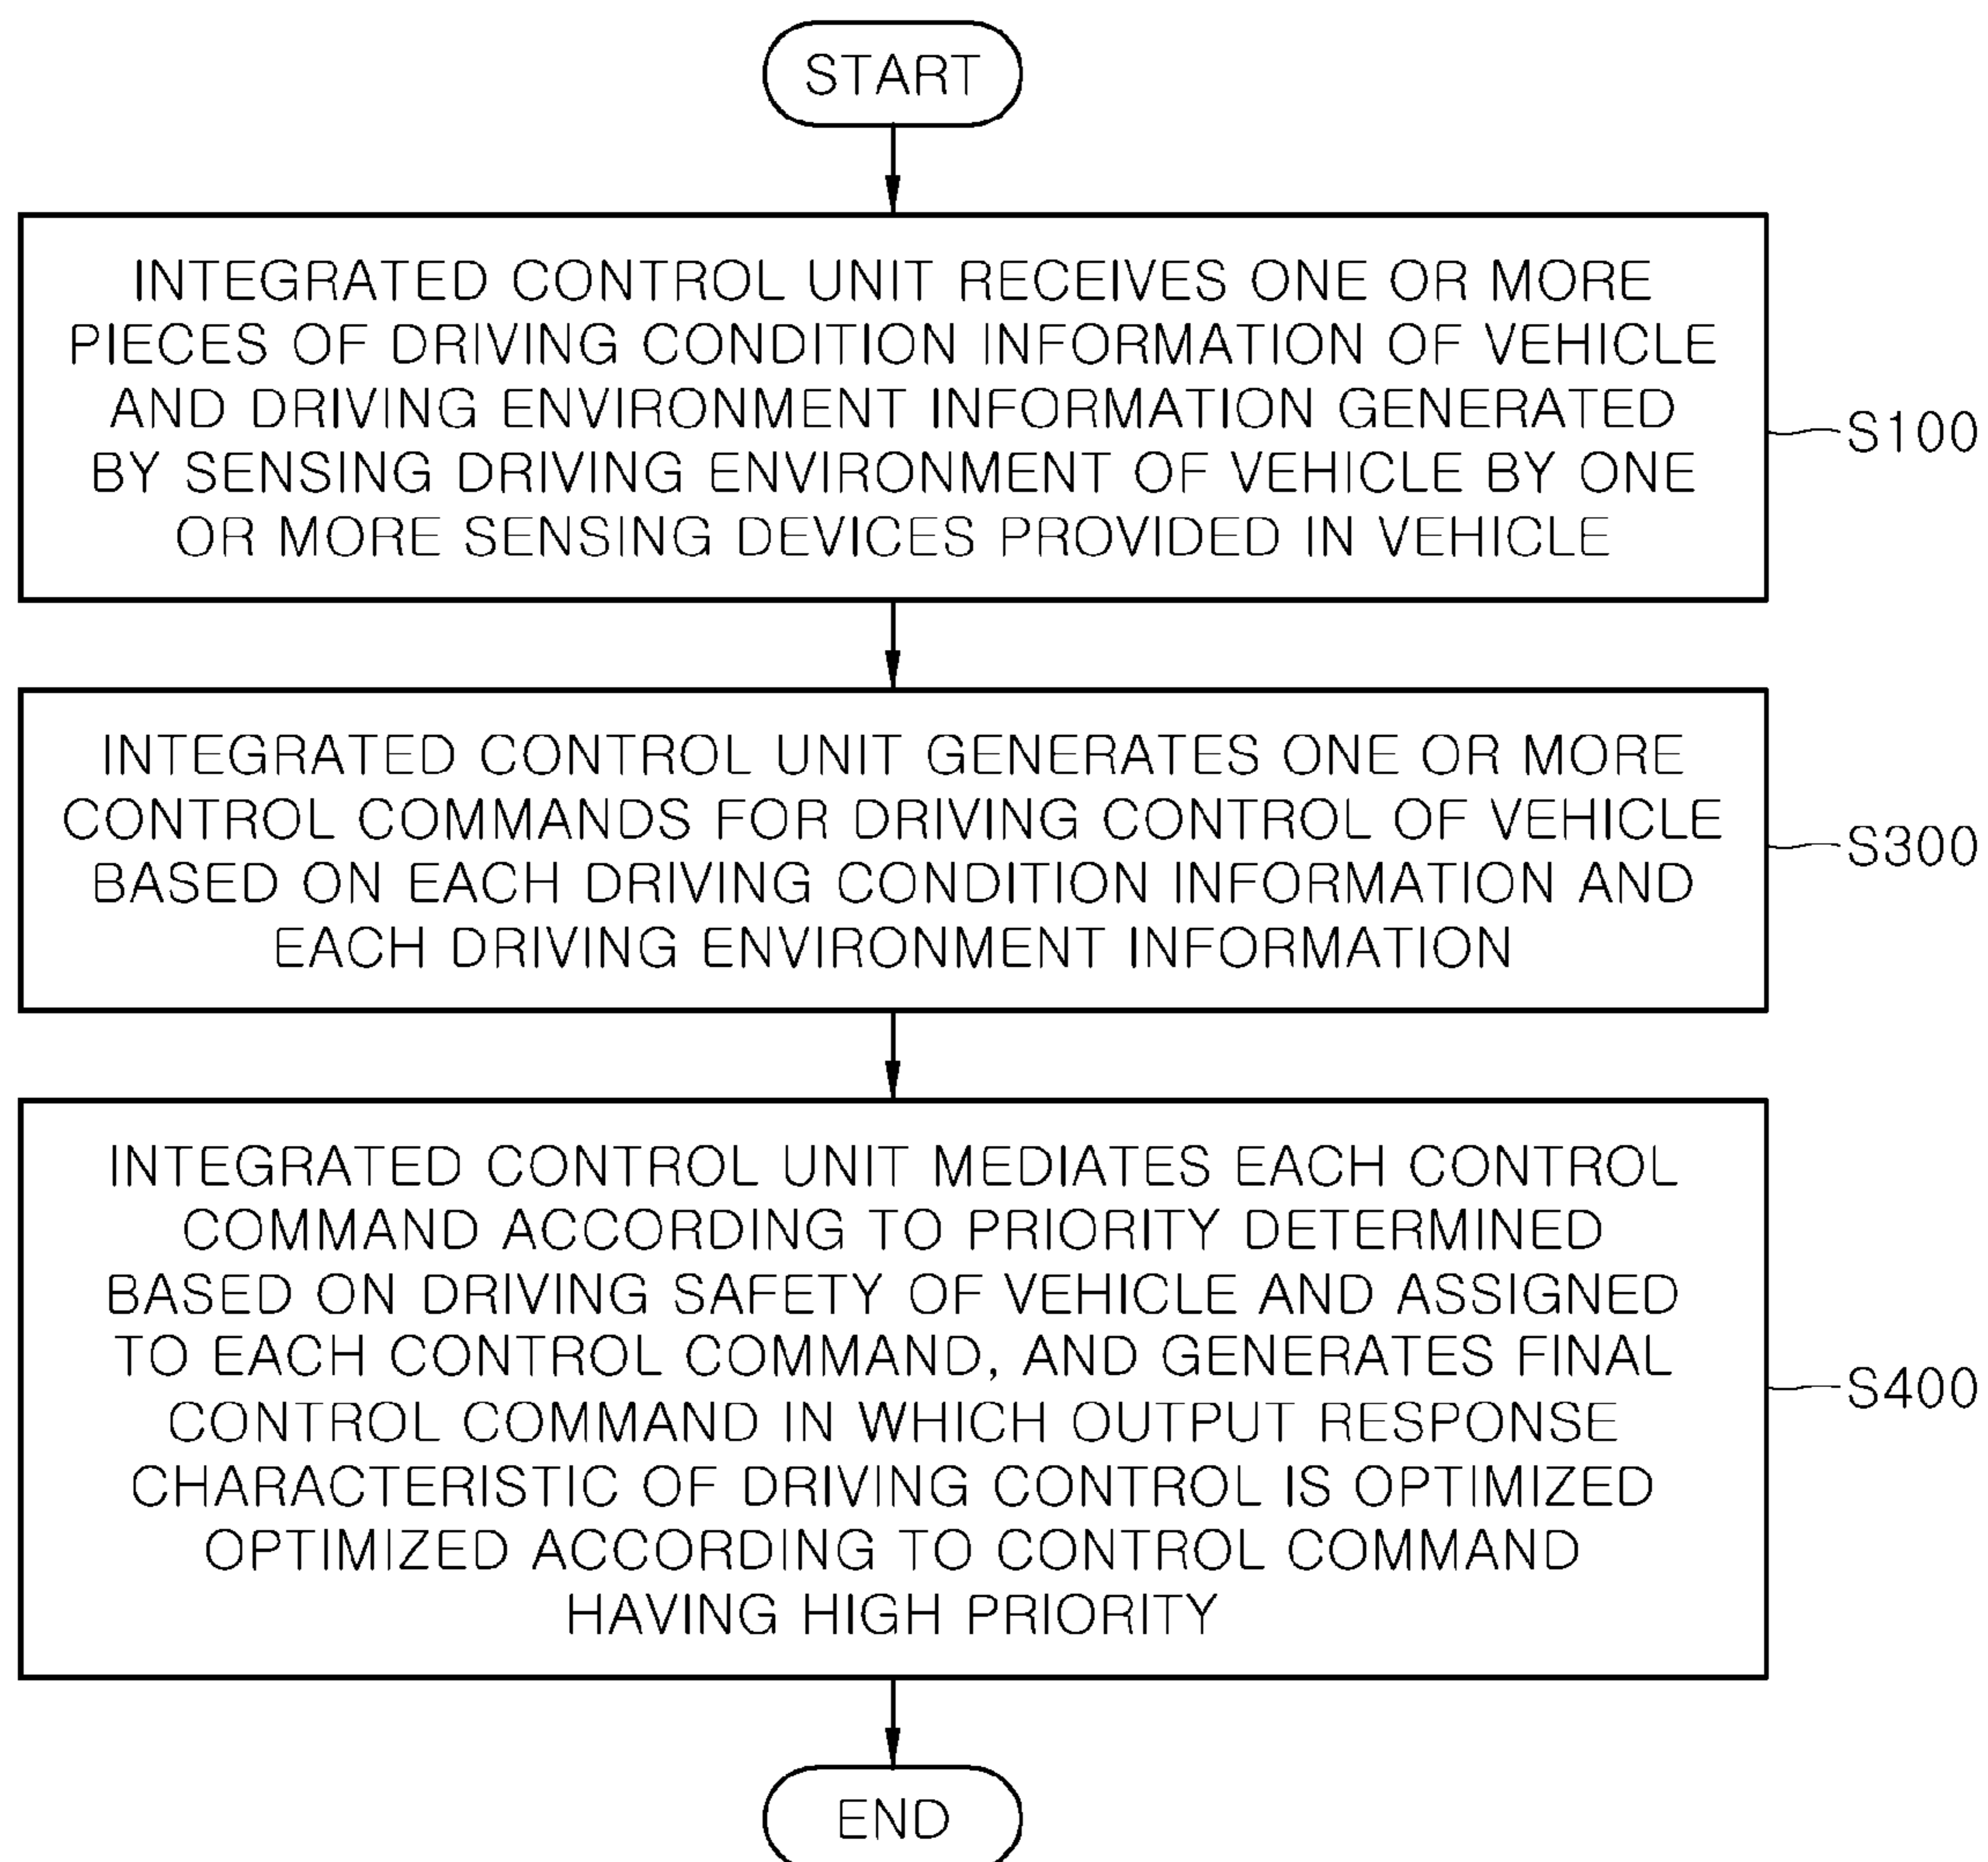 START
INTEGRATED CONTROL UNIT RECEIVES ONE OR MORE
PIECES OF DRIVING CONDITION INFORMATION OF VEHICLE
AND DRIVING ENVIRONMENT INFORMATION GENERATED
BY SENSING DRIVING ENVIRONMENT OF VEHICLE BY ONE
OR MORE SENSING DEVICES PROVIDED IN VEHICLE
S100
INTEGRATED CONTROL UNIT GENERATES ONE OR MORE
CONTROL COMMANDS FOR DRIVING CONTROL OF VEHICLE
BASED ON EACH DRIVING CONDITION INFORMATION AND
EACH DRIVING ENVIRONMENT INFORMATION
S300
INTEGRATED CONTROL UNIT MEDIATES EACH CONTROL
COMMAND ACCORDING TO PRIORITY DETERMINED
BASED ON DRIVING SAFETY OF VEHICLE AND ASSIGNED
TO EACH CONTROL COMMAND, AND GENERATES FINAL
CONTROL COMMAND IN WHICH OUTPUT RESPONSE
CHARACTERISTIC OF DRIVING CONTROL IS OPTIMIZED
OPTIMIZED ACCORDING TO CONTROL COMMAND
HAVING HIGH PRIORITY
S400
END